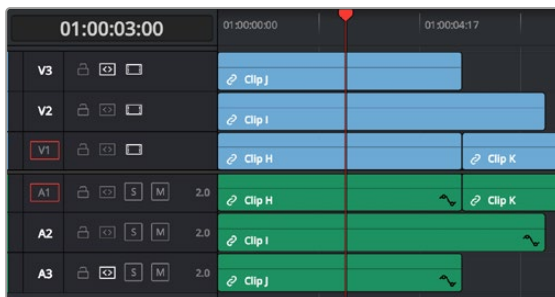 01:00:03:00
01:00:00:00
01:00:04:17
V3
Clip J
V2
Clip I
V1
Clip H
Clip K
A1
S
M
2.0
Clip H
Clip K
A2
S
M
2.0
Clip I
A3
S
M
2.0
Clip J